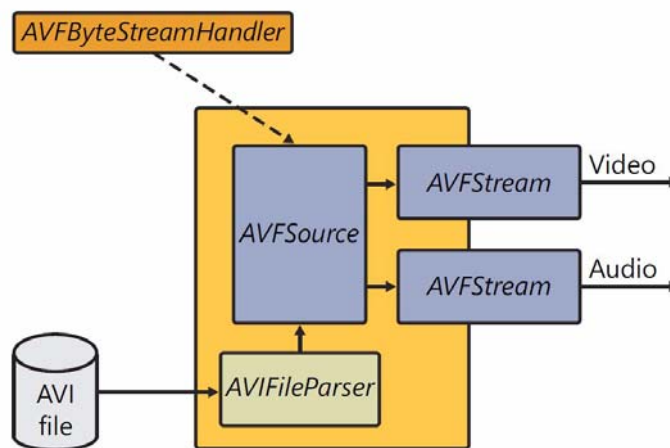 AVFByteStreamHandler
AVFSource
AVFStream
Video
AVFStream
Audio
AVIFileParser
AVI
file